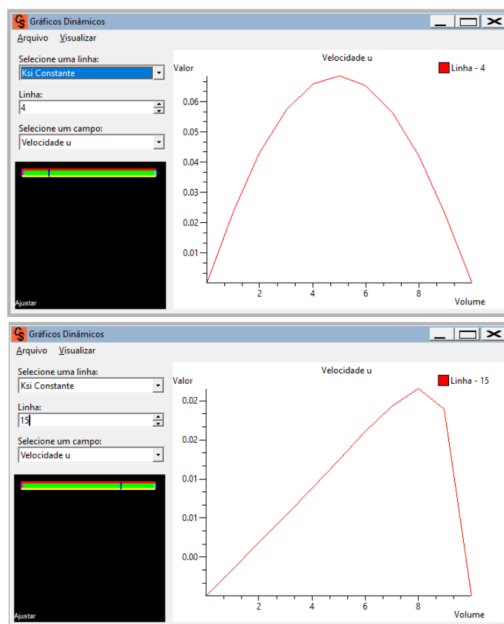 Gráficos Dinâmicos
Arquivo Visualizar
Selecione uma linha:
Ksi Constante
Linha:
4
Selecione um campo:
Velocidade u
Ajustar
Velocidade u
Valor
Linha - 4
0.06
0.05
0.04
0.03
0.02
0.01
2 4 6 8
Volume
Gráficos Dinâmicos
Arquivo Visualizar
Selecione uma linha:
Ksi Constante
Linha:
15
Selecione um campo:
Velocidade u
Ajustar
Velocidade u
Valor
Linha - 15
0.02
0.02
0.01
0.01
0.00
2 4 6 8
Volume